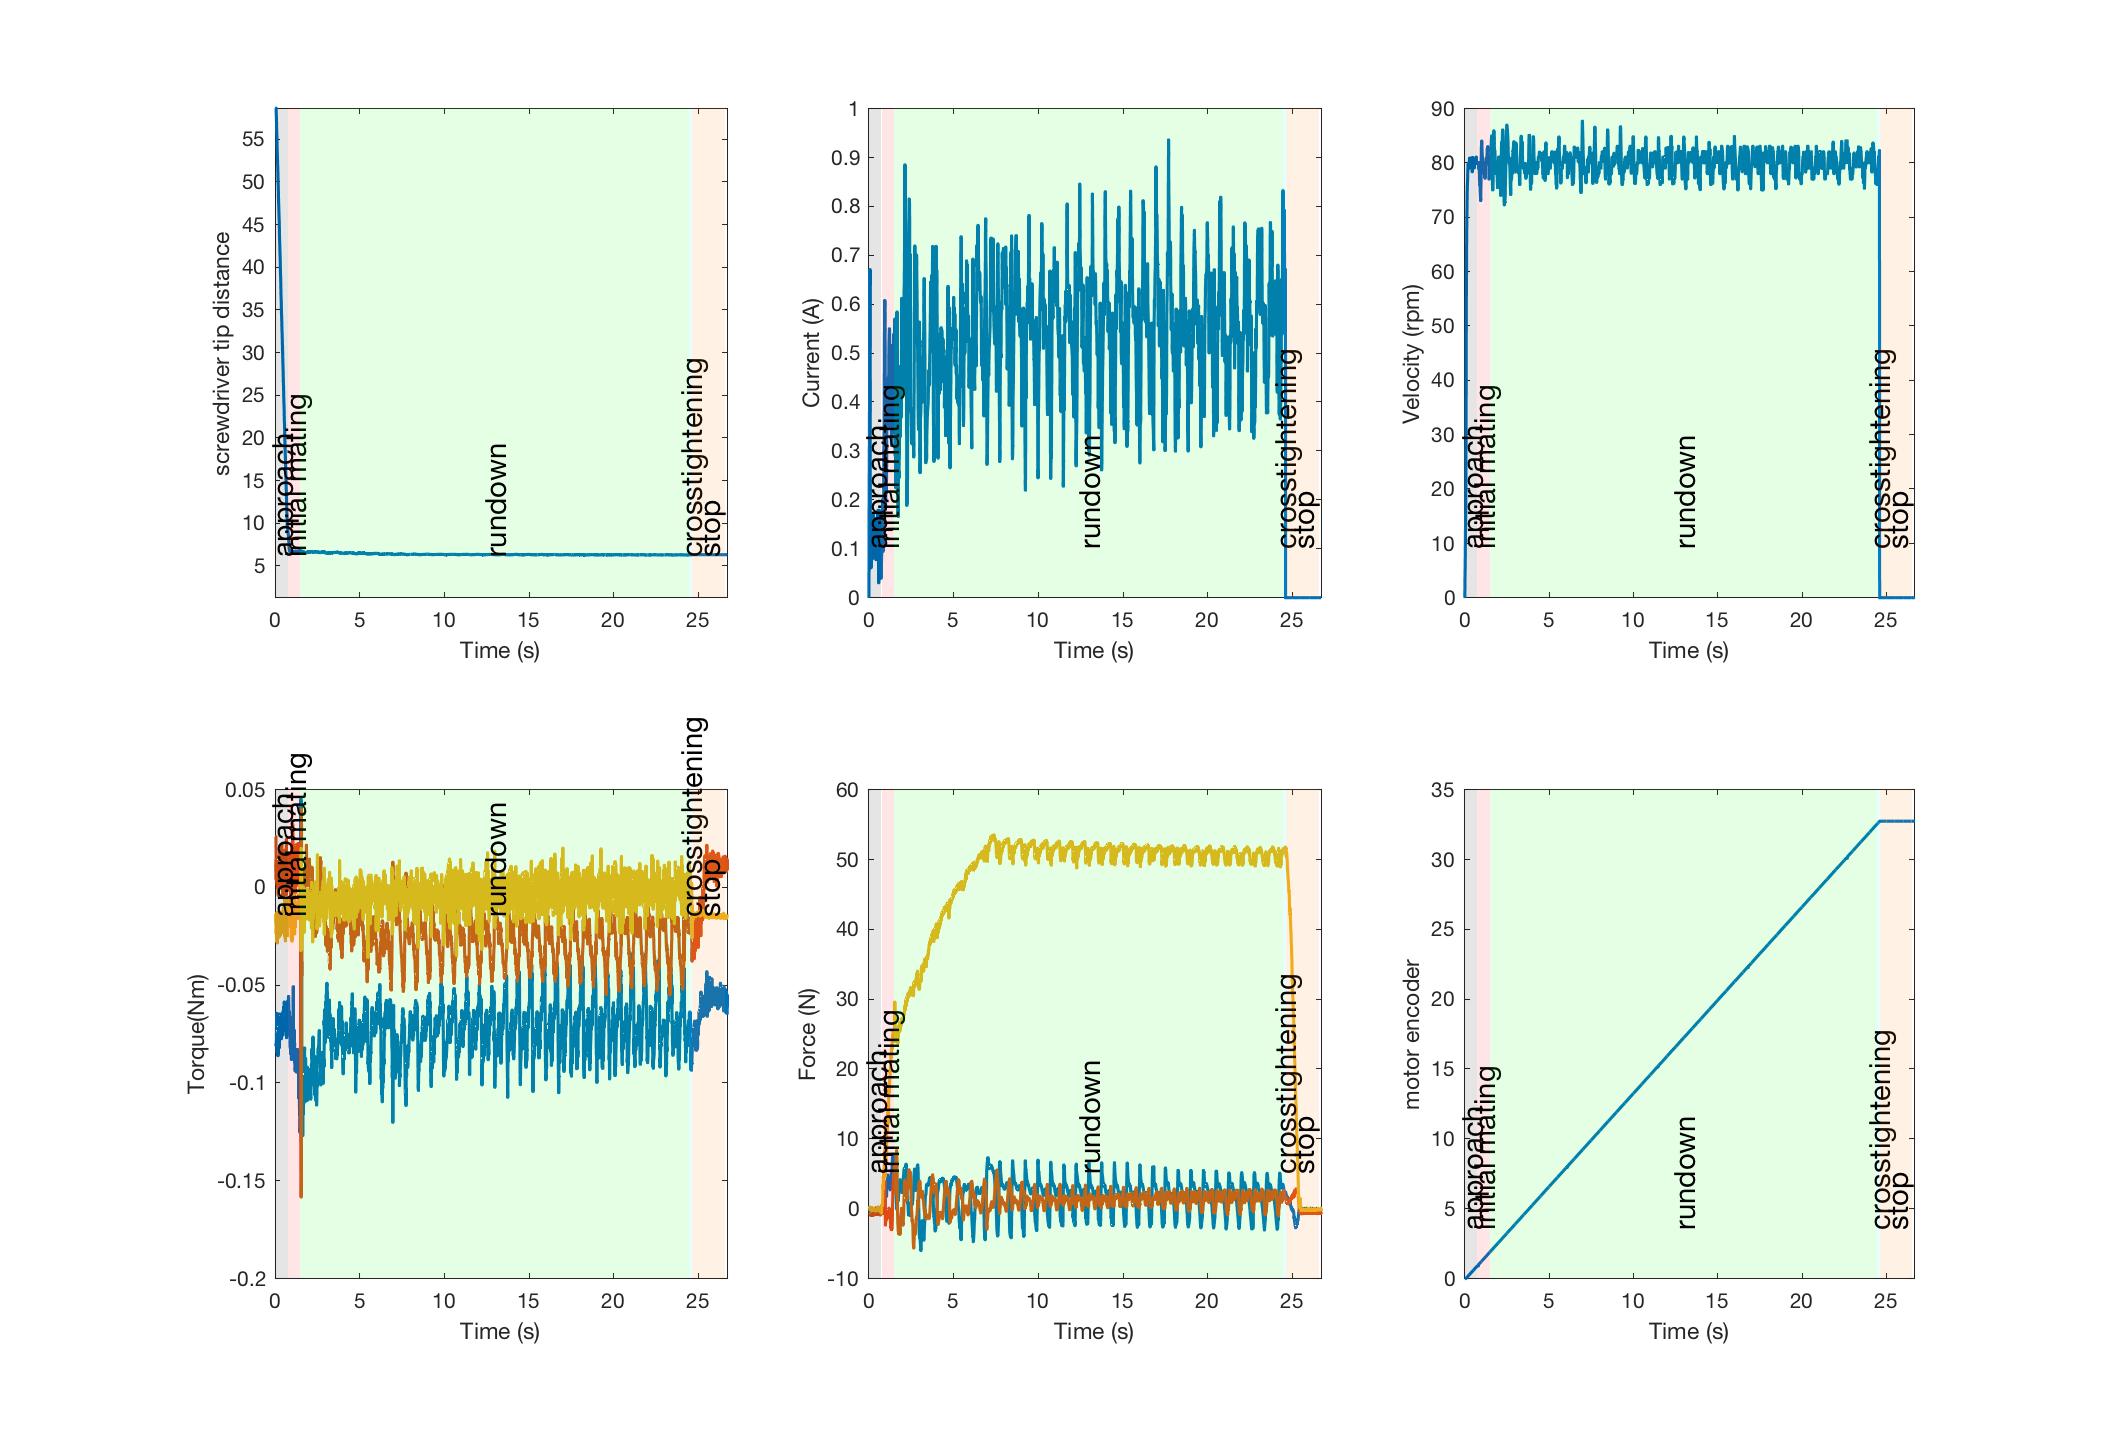 screwdriver tip distance
55
50
45
40
35
30
25
20
15
10
5
0 5 10 15 20 25
Time (s)
approach
initial mating
rundown
crosstightening
stop
Current (A)
1
0.9
0.8
0.7
0.6
0.5
0.4
0.3
0.2
0.1
0
0 5 10 15 20 25
Time (s)
approach
initial mating
rundown
crosstightening
stop
Velocity (rpm)
90
80
70
60
50
40
30
20
10
0
0 5 10 15 20 25
Time (s)
approach
initial mating
rundown
crosstightening
stop
Torque(Nm)
0.05
0
-0.05
-0.1
-0.15
-0.2
0 5 10 15 20 25
Time (s)
approach
initial mating
rundown
crosstightening
stop
Force (N)
60
50
40
30
20
10
0
-10
0 5 10 15 20 25
Time (s)
approach
initial mating
rundown
crosstightening
stop
motor encoder
35
30
25
20
15
10
5
0
0 5 10 15 20 25
Time (s)
approach
initial mating
rundown
crosstightening
stop